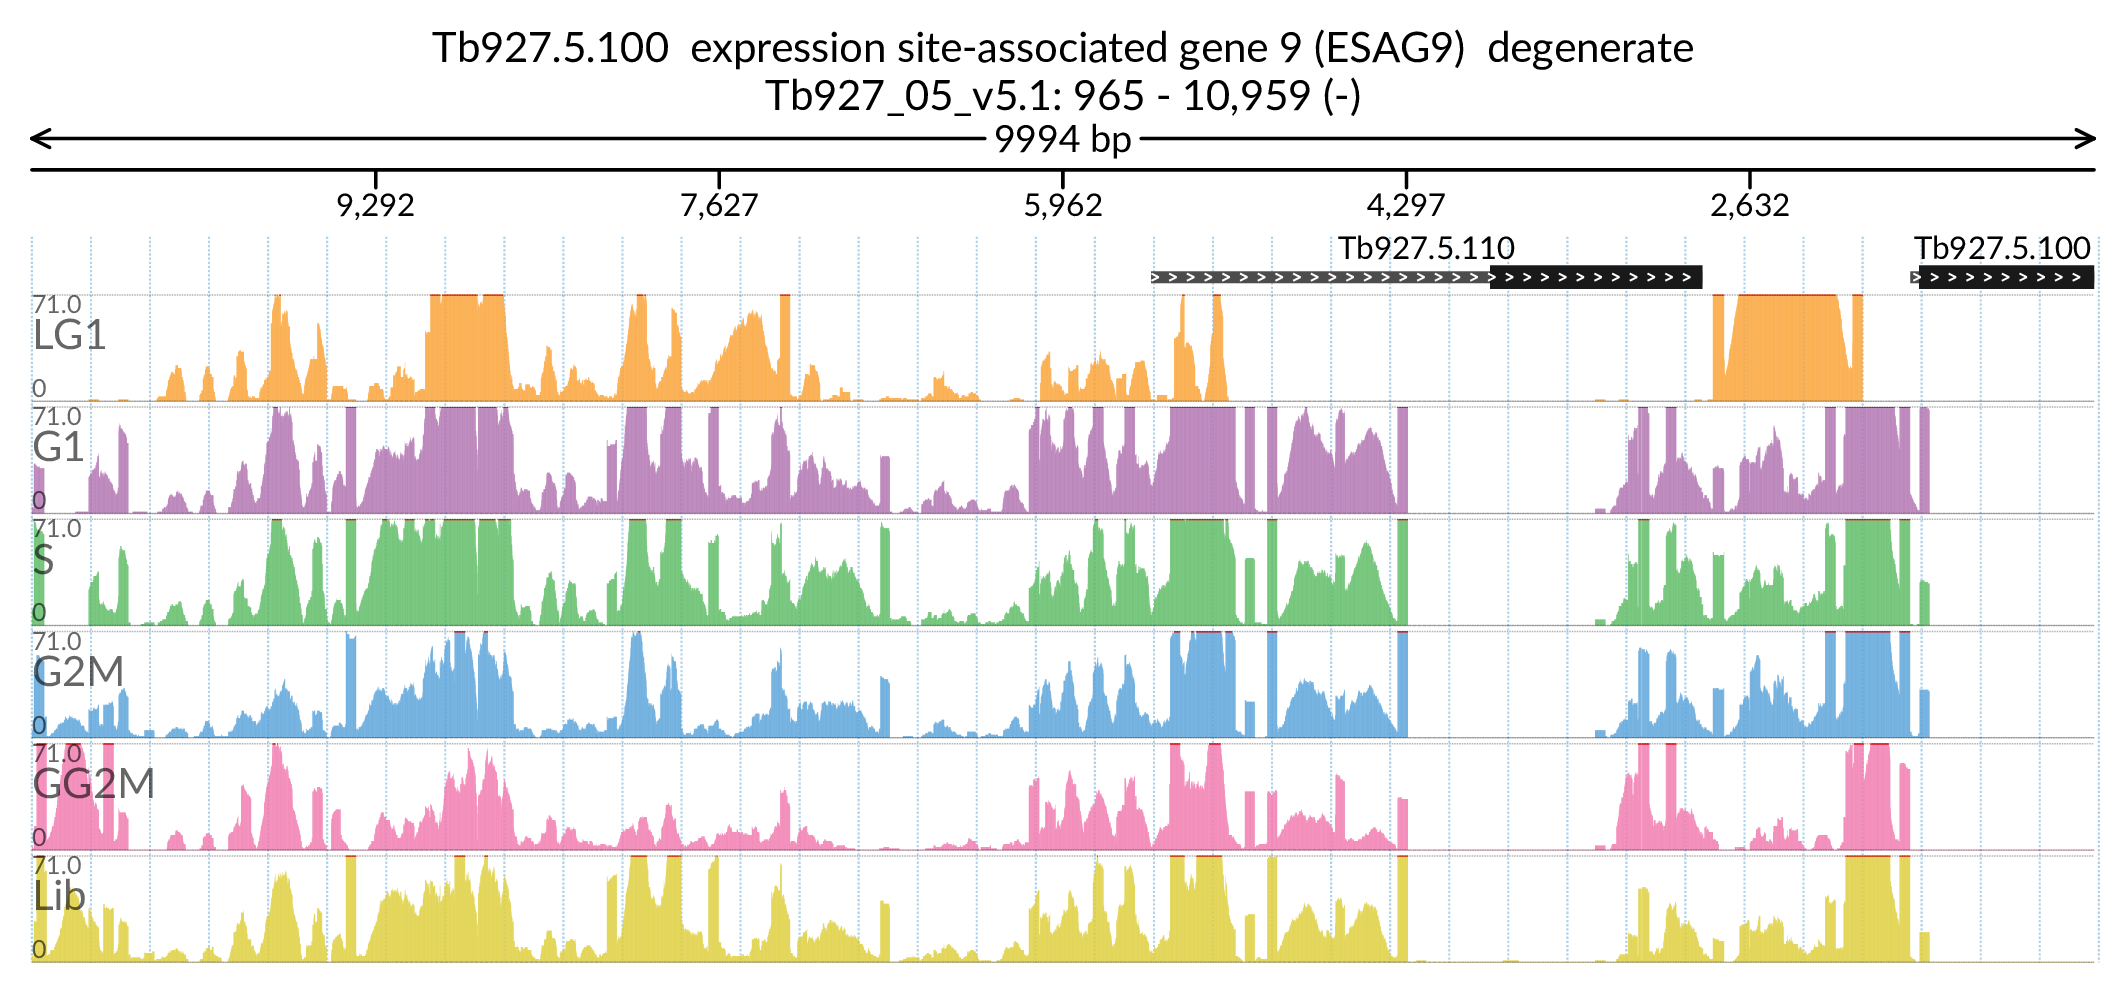 Tb927.5.100 expression site-associated gene 9 (ESAG9) degenerate
Tb927_05_v5.1: 965 - 10,959 (-)
9994 bp
9,292 7,627 5,962 4,297 2,632
Tb927.5.110 Tb927.5.100
71.0
LG1
0
71.0
G1
0
71.0
S
0
71.0
G2M
0
71.0
GG2M
0
71.0
Lib
0